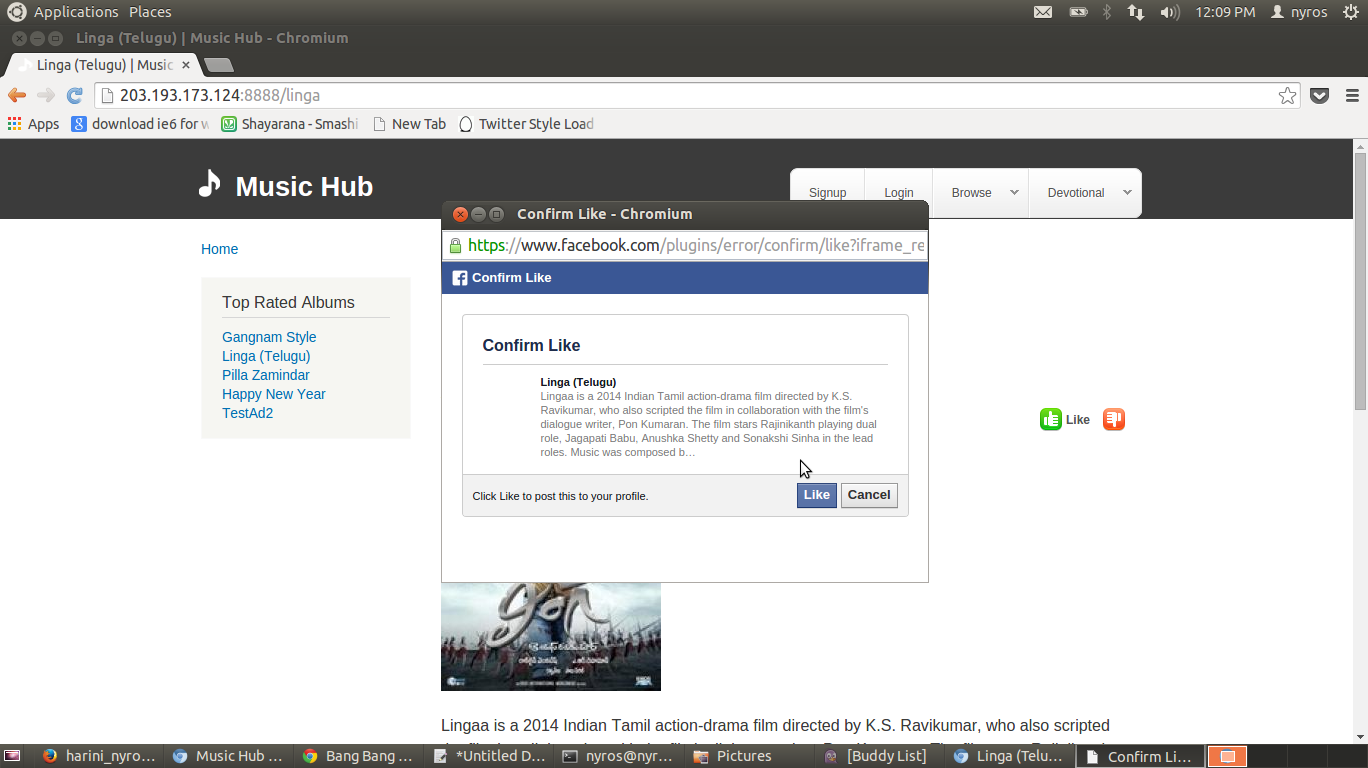 Applications Places
12:09 PM nyros
Linga (Telugu) | Music Hub - Chromium
Linga (Telugu) | Music
203.193.173.124:8888/linga
Apps download ie6 for w Shayarana - Smashi New Tab Twitter Style Load
Music Hub
Signup Login Browse Devotional
Home
Top Rated Albums
Gangnam Style
Linga (Telugu)
Pilla Zamindar
Happy New Year
TestAd2
Confirm Like - Chromium
https://www.facebook.com/plugins/error/confirm/like?iframe_re
Confirm Like
Confirm Like
Linga (Telugu)
Lingaa is a 2014 Indian Tamil action-drama film directed by K.S.
Ravikumar, who also scripted the film in collaboration with the film's
dialogue writer, Pon Kumaran. The film stars Rajinikanth playing dual
role, Jagapati Babu, Anushka Shetty and Sonakshi Sinha in the lead
roles. Music was composed b…
Click Like to post this to your profile.
Like Cancel
Like
Lingaa is a 2014 Indian Tamil action-drama film directed by K.S. Ravikumar, who also scripted
harini_nyro... Music Hub ... Bang Bang ... *Untitled D... nyros@nyr... Pictures [Buddy List] Linga (Telu... Confirm Li...